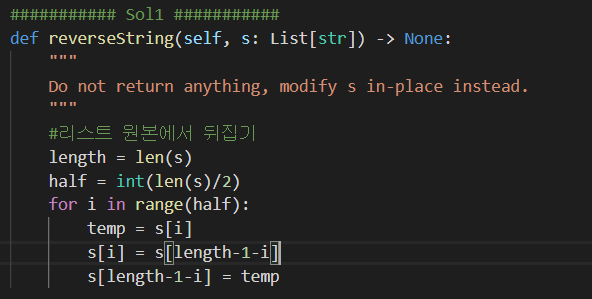 ########### Sol1 ###########
def reverseString(self, s: List[str]) -> None:
    """
    Do not return anything, modify s in-place instead.
    """
    #리스트 원본에서 뒤집기
    length = len(s)
    half = int(len(s)/2)
    for i in range(half):
        temp = s[i]
        s[i] = s[length-1-i]
        s[length-1-i] = temp